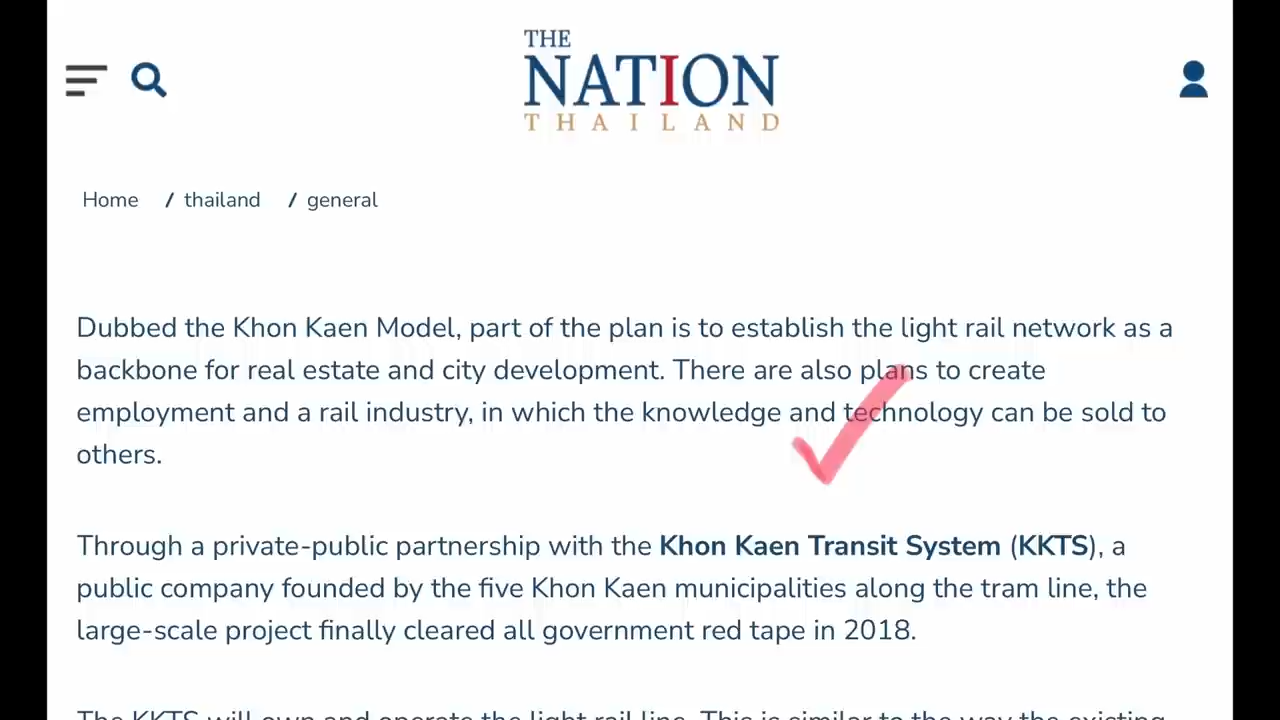 THE
NATION
THAILAND
Home / thailand / general
Dubbed the Khon Kaen Model, part of the plan is to establish the light rail network as a
backbone for real estate and city development. There are also plans to create
employment and a rail industry, in which the knowledge and technology can be sold to
others.
Through a private-public partnership with the Khon Kaen Transit System (KKTS), a
public company founded by the five Khon Kaen municipalities along the tram line, the
large-scale project finally cleared all government red tape in 2018.
The KKTS will own and operate the light rail line. This is similar to the way the existing